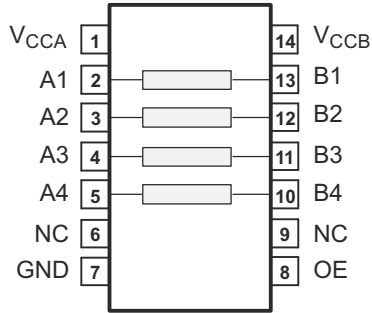 VCCA 1 14 VCCB
A1 2 13 B1
A2 3 12 B2
A3 4 11 B3
A4 5 10 B4
NC 6 9 NC
GND 7 8 OE